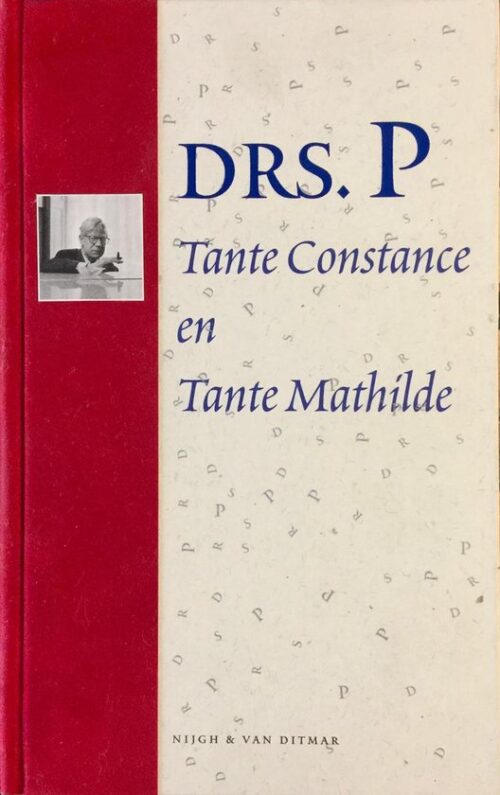 DRS. P
Tante Constance
en
Tante Mathilde
NIJGH & VAN DITMAR